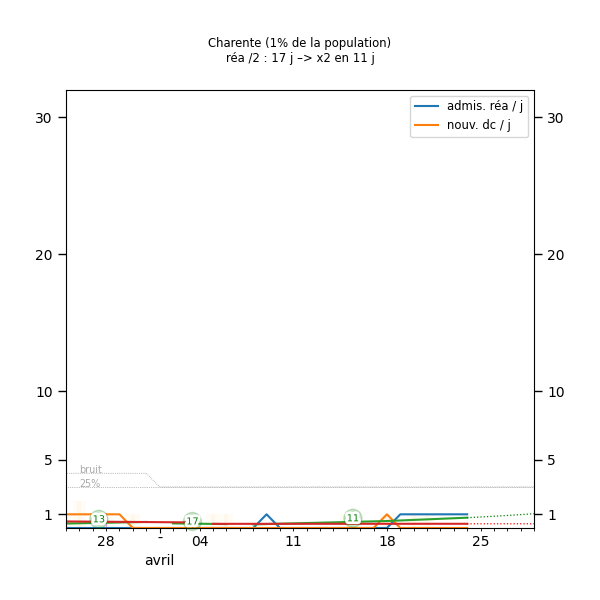 Charente (1% de la population)
réa /2 : 17 j –> x2 en 11 j
admis. réa / j
nouv. dc / j
30 30
20 20
10 10
5 5
bruit
25%
1 13 17 11 1
28 - 04 11 18 25
avril